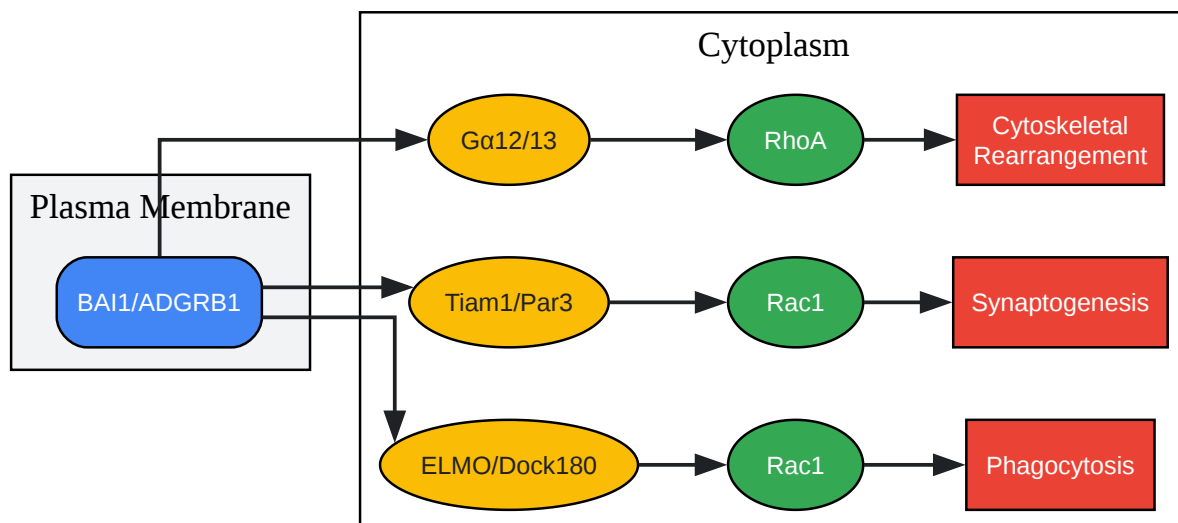 Cytoplasm
Gα12/13
RhoA
Cytoskeletal
Rearrangement
Plasma Membrane
BAI1/ADGRB1
Tiam1/Par3
Rac1
Synaptogenesis
ELMO/Dock180
Rac1
Phagocytosis